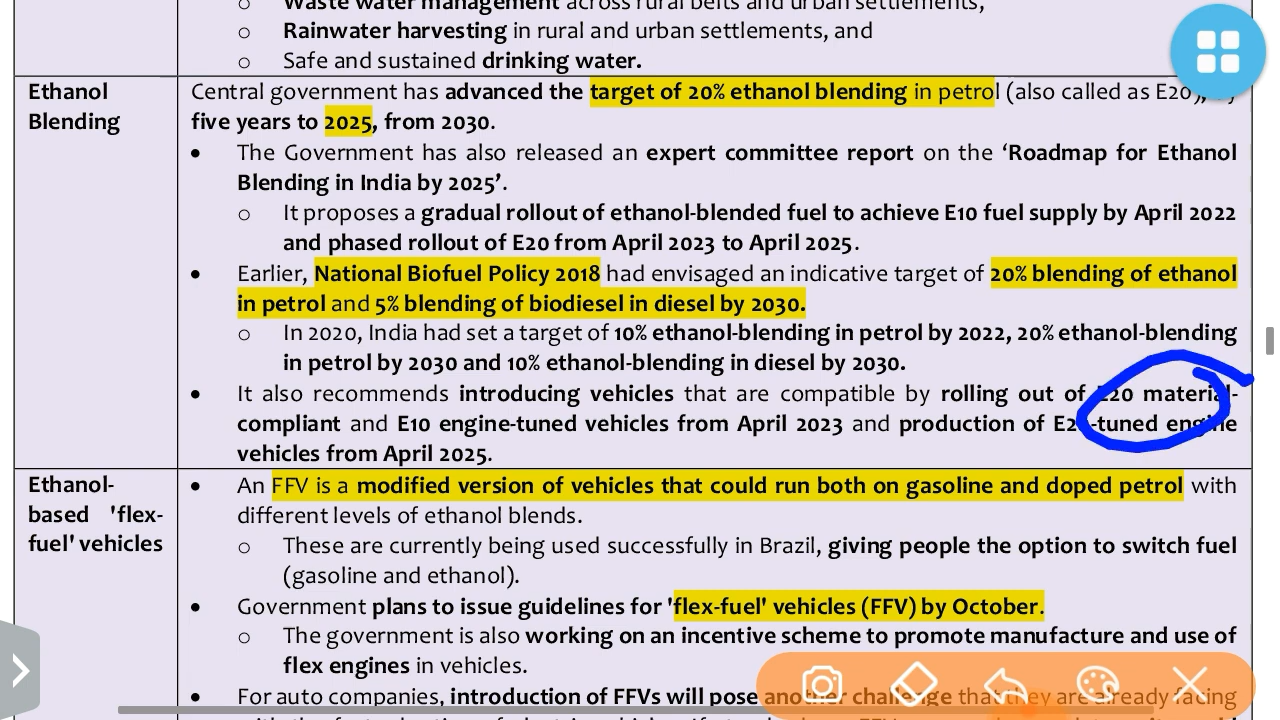 Waste water management across rural belts and urban settlements,
o Rainwater harvesting in rural and urban settlements, and
o Safe and sustained drinking water.
Ethanol
Blending
Central government has advanced the target of 20% ethanol blending in petrol (also called as E20),
five years to 2025, from 2030.
• The Government has also released an expert committee report on the ‘Roadmap for Ethanol
Blending in India by 2025’.
o It proposes a gradual rollout of ethanol-blended fuel to achieve E10 fuel supply by April 2022
and phased rollout of E20 from April 2023 to April 2025.
• Earlier, National Biofuel Policy 2018 had envisaged an indicative target of 20% blending of ethanol
in petrol and 5% blending of biodiesel in diesel by 2030.
o In 2020, India had set a target of 10% ethanol-blending in petrol by 2022, 20% ethanol-blending
in petrol by 2030 and 10% ethanol-blending in diesel by 2030.
• It also recommends introducing vehicles that are compatible by rolling out of E20 material-
compliant and E10 engine-tuned vehicles from April 2023 and production of E20-tuned engine
vehicles from April 2025.
Ethanol-
based 'flex-
fuel' vehicles
• An FFV is a modified version of vehicles that could run both on gasoline and doped petrol with
different levels of ethanol blends.
o These are currently being used successfully in Brazil, giving people the option to switch fuel
(gasoline and ethanol).
• Government plans to issue guidelines for 'flex-fuel' vehicles (FFV) by October.
o The government is also working on an incentive scheme to promote manufacture and use of
flex engines in vehicles.
• For auto companies, introduction of FFVs will pose another challenge that they are already facing